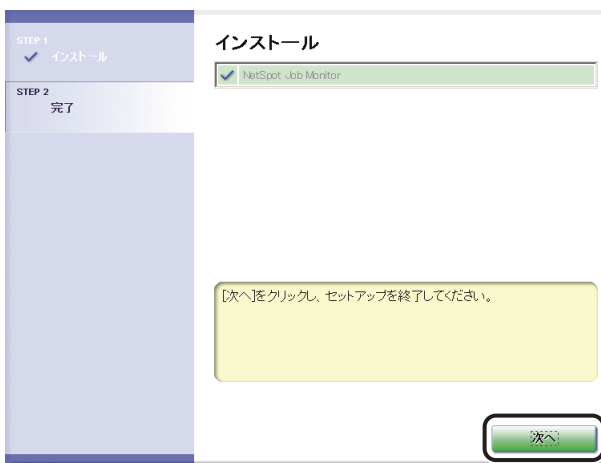 STEP 1
インストール
STEP 2
完了
インストール
NetSpot Job Monitor
[次へ]をクリックし、セットアップを終了してください。
次へ